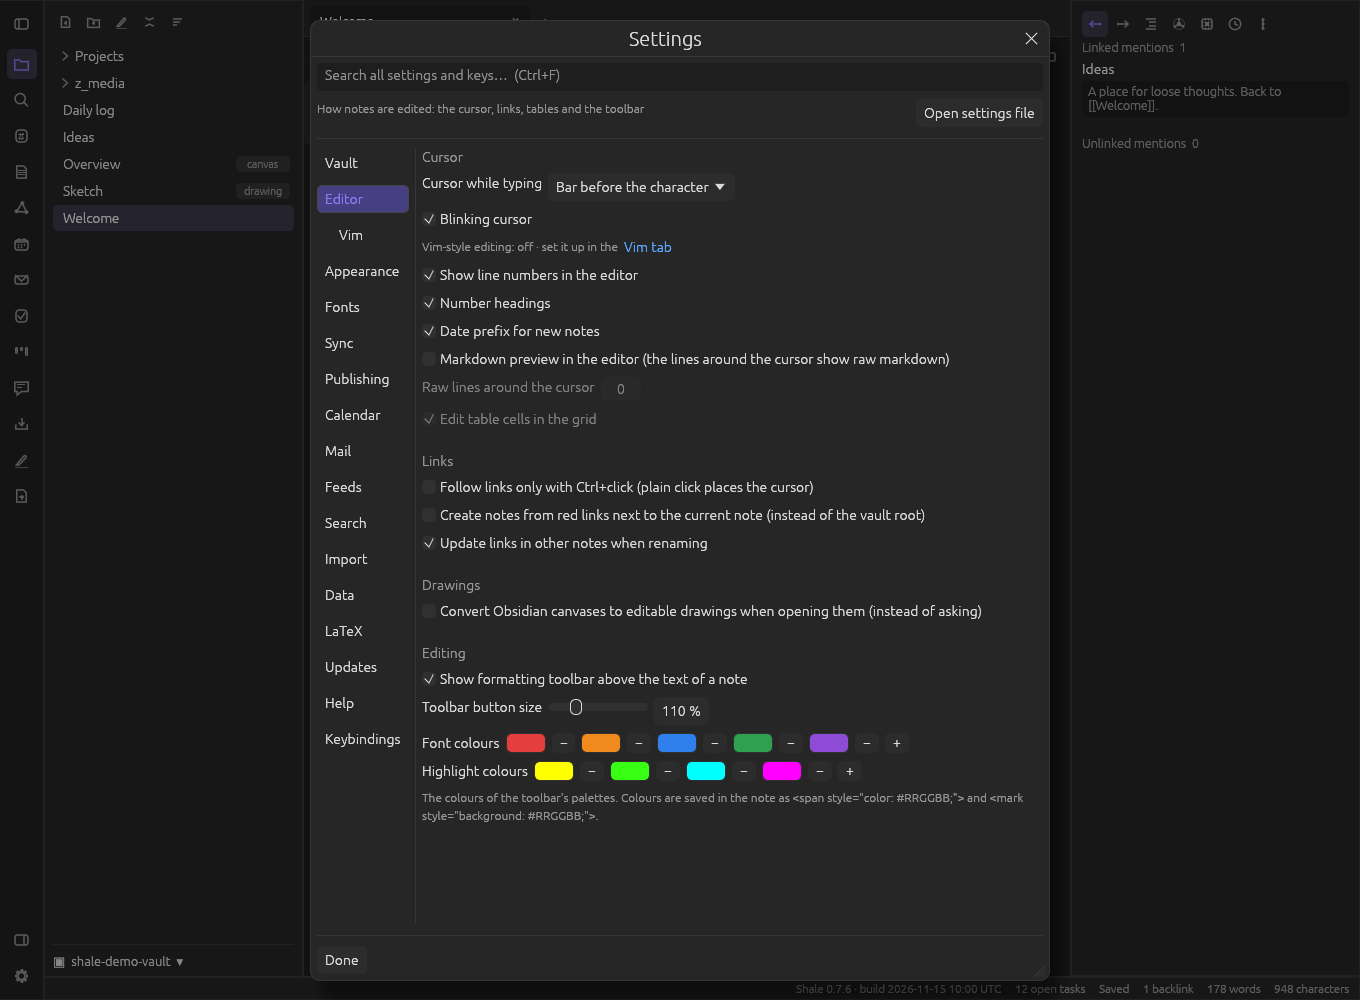 Settings
Search all settings and keys... (Ctrl+F)
How notes are edited: the cursor, links, tables and the toolbar
Open settings file
Projects
z_media
Daily log
Ideas
Overview
canvas
Sketch
drawing
Welcome
shale-demo-vault
Vault
Editor
Vim
Appearance
Fonts
Sync
Publishing
Calendar
Mail
Feeds
Search
Import
Data
LaTeX
Updates
Help
Keybindings
Cursor
Cursor while typing
Bar before the character
Blinking cursor
Vim-style editing: off · set it up in the Vim tab
Show line numbers in the editor
Number headings
Date prefix for new notes
Markdown preview in the editor (the lines around the cursor show raw markdown)
Raw lines around the cursor 0
Edit table cells in the grid
Links
Follow links only with Ctrl+click (plain click places the cursor)
Create notes from red links next to the current note (instead of the vault root)
Update links in other notes when renaming
Drawings
Convert Obsidian canvases to editable drawings when opening them (instead of asking)
Editing
Show formatting toolbar above the text of a note
Toolbar button size 110 %
Font colours − − − − − +
Highlight colours − − − − +
The colours of the toolbar's palettes. Colours are saved in the note as <span style="color: #RRGGBB;"> and <mark
style="background: #RRGGBB;">.
Done
Linked mentions 1
Ideas
A place for loose thoughts. Back to
[[Welcome]].
Unlinked mentions 0
Shale 0.7.6 · build 2026-11-15 10:00 UTC 12 open tasks Saved 1 backlink 178 words 948 characters